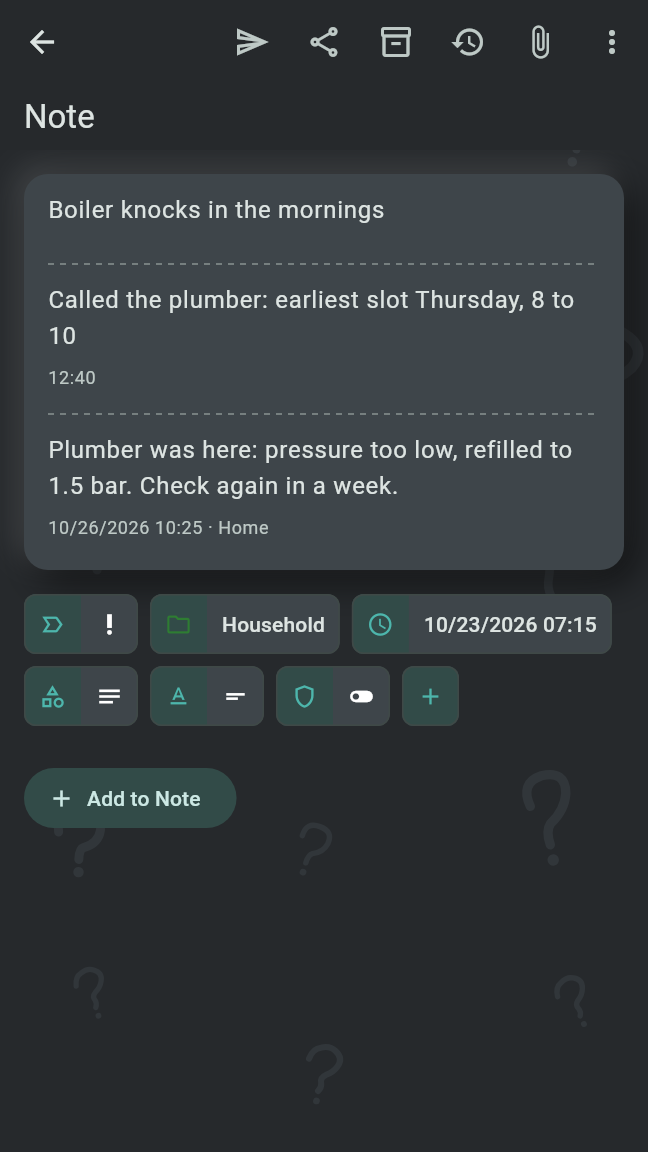 Note
Boiler knocks in the mornings
Called the plumber: earliest slot Thursday, 8 to
10
12:40
Plumber was here: pressure too low, refilled to
1.5 bar. Check again in a week.
10/26/2026 10:25 · Home
Household
10/23/2026 07:15
Add to Note